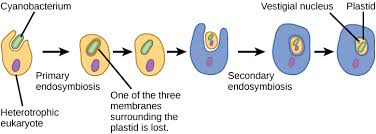 Cyanobacterium
Vestigial nucleus
Plastid
Primary
endosymbiosis
Secondary
endosymbiosis
Heterotrophic
eukaryote
One of the three
membranes
surrounding
the plastid is lost.